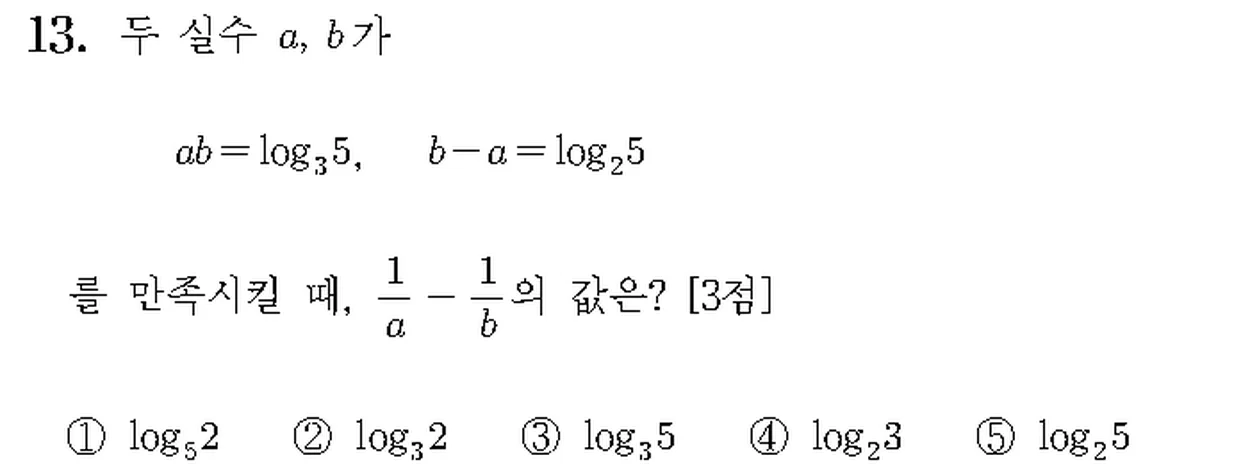 13. 두 실수 a, b가
ab = log₃5, b − a = log₂5
를 만족시킬 때, 1/a − 1/b의 값은? [3점]
① log₅2 ② log₃2 ③ log₃5 ④ log₂3 ⑤ log₂5